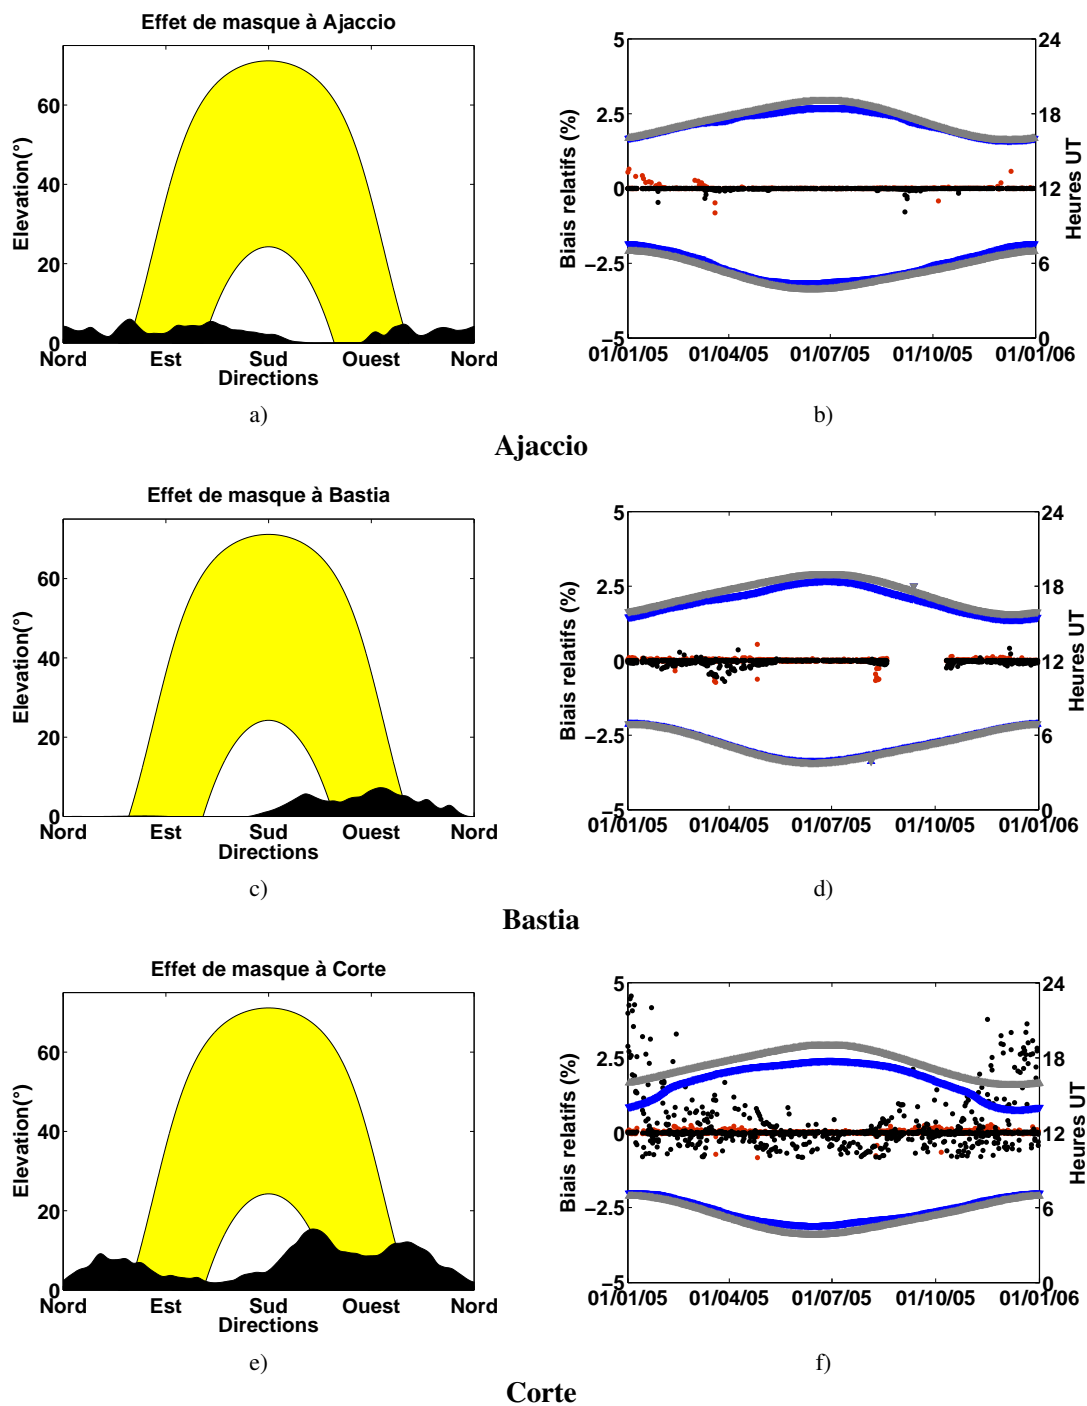 Effet de masque à Ajaccio
Elevation(°)
60
40
20
0
Nord Est Sud Ouest Nord
Directions
a)
Biais relatifs (%)
5
2.5
0
−2.5
−5
24
18
12
6
0
Heures UT
01/01/05 01/04/05 01/07/05 01/10/05 01/01/06
b)
Ajaccio
Effet de masque à Bastia
Elevation(°)
60
40
20
0
Nord Est Sud Ouest Nord
Directions
c)
Biais relatifs (%)
5
2.5
0
−2.5
−5
24
18
12
6
0
Heures UT
01/01/05 01/04/05 01/07/05 01/10/05 01/01/06
d)
Bastia
Effet de masque à Corte
Elevation(°)
60
40
20
0
Nord Est Sud Ouest Nord
Directions
e)
Biais relatifs (%)
5
2.5
0
−2.5
−5
24
18
12
6
0
Heures UT
01/01/05 01/04/05 01/07/05 01/10/05 01/01/06
f)
Corte